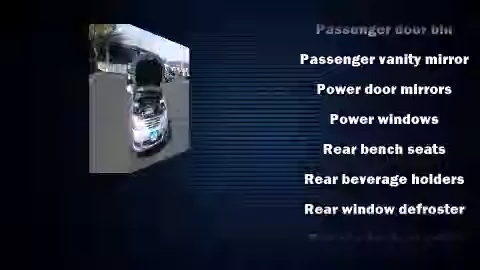 Passenger door bin
Passenger vanity mirror
Power door mirrors
Power windows
Rear bench seats
Rear beverage holders
Rear window defroster